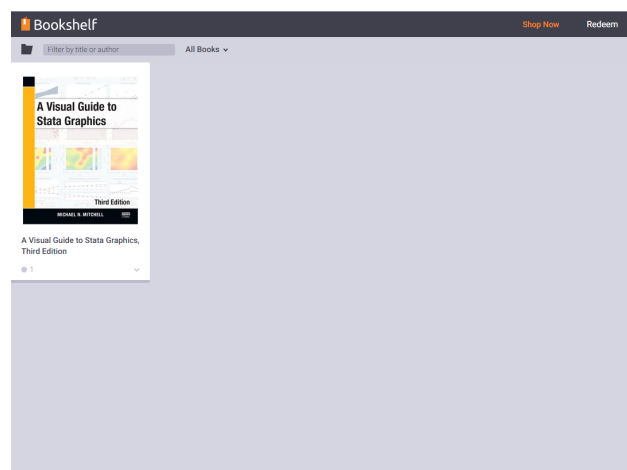 Bookshelf
Shop Now
Redeem
Filter by title or author
All Books
A Visual Guide to
Stata Graphics
Third Edition
MICHAEL N. MITCHELL
A Visual Guide to Stata Graphics,
Third Edition
1